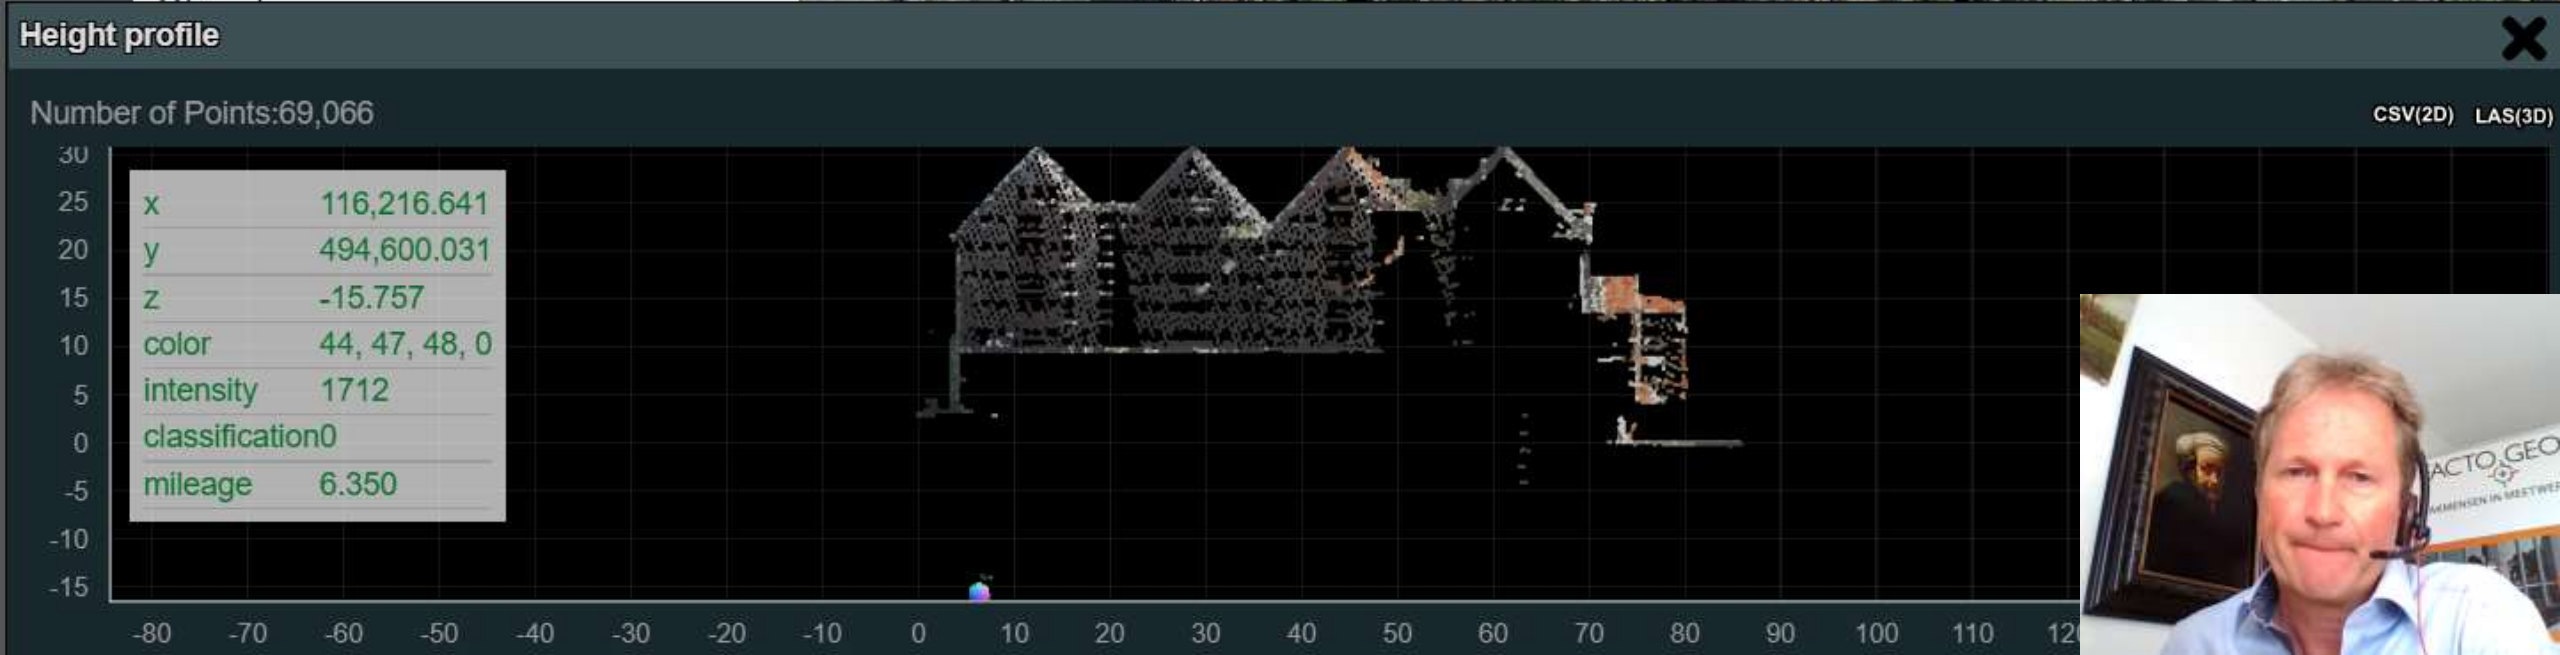 Height profile
Number of Points:69,066
CSV(2D) LAS(3D)
30
25
20
15
10
5
0
-5
-10
-15
x 116,216.641
y 494,600.031
z -15.757
color 44, 47, 48, 0
intensity 1712
classification0
mileage 6.350
-80 -70 -60 -50 -40 -30 -20 -10 0 10 20 30 40 50 60 70 80 90 100 110
ACTO GEO
IN MEETWE